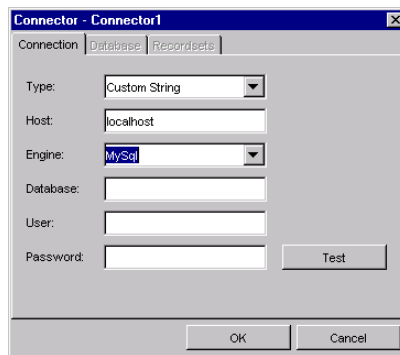 Connector - Connector1
Connection Database Recordsets
Type: Custom String
Host: localhost
Engine: MySql
Database:
User:
Password: Test
OK Cancel